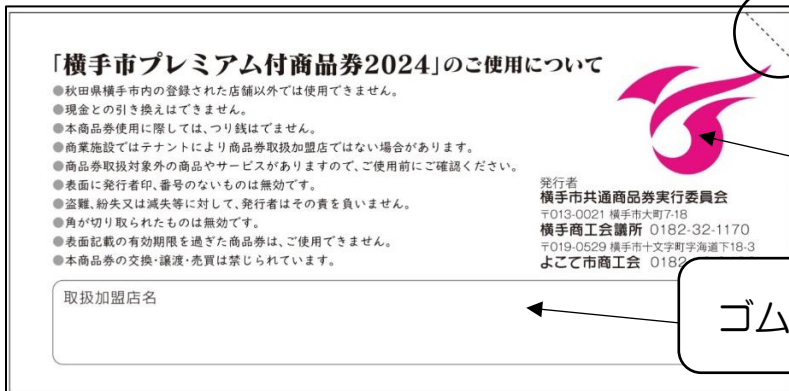 「横手市プレミアム付商品券2024」のご使用について
●秋田県横手市内の登録された店舗以外では使用できません。
●現金との引き換えはできません。
●本商品券使用に際しては、つり銭はでません。
●商業施設ではテナントにより商品券取扱加盟店ではない場合があります。
●商品券取扱対象外の商品やサービスがありますので、ご使用前にご確認ください。
●表面に発行者印、番号のないものは無効です。
●盗難、紛失又は滅失等に対して、発行者はその責を負いません。
●角が切り取られたものは無効です。
●表面記載の有効期限を過ぎた商品券は、ご使用できません。
●本商品券の交換・譲渡・売買は禁じられています。
発行者
横手市共通商品券実行委員会
〒013-0021 横手市大町7-18
横手商工会議所 0182-32-1170
〒019-0529 横手市十文字町字海道下18-3
よこて市商工会 0182
取扱加盟店名
ゴム